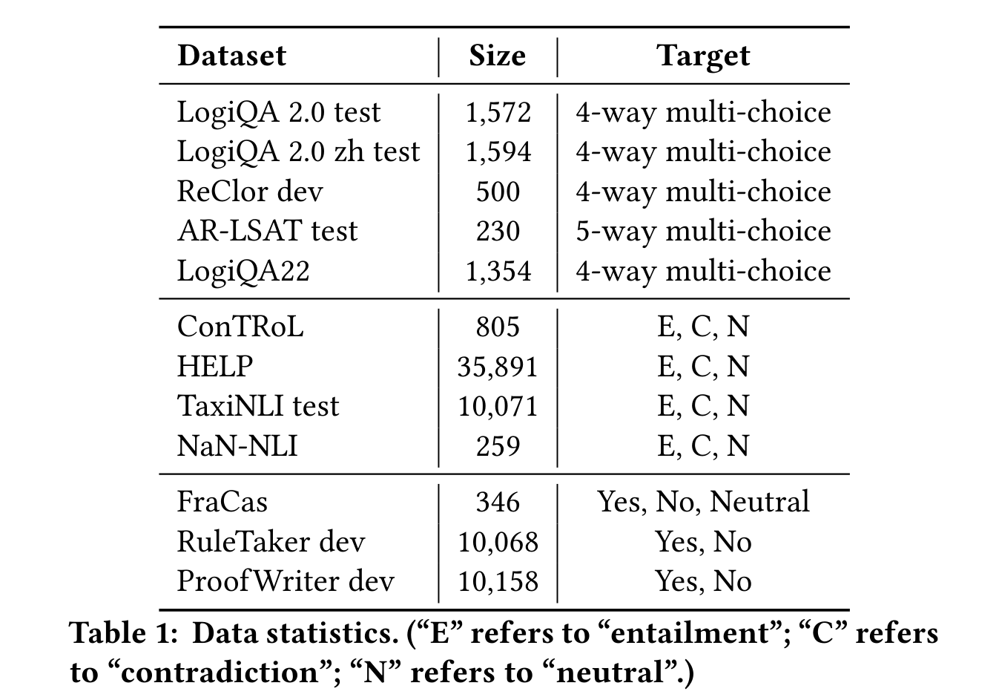 Dataset Size Target
LogiQA 2.0 test 1,572 4-way multi-choice
LogiQA 2.0 zh test 1,594 4-way multi-choice
ReClor dev 500 4-way multi-choice
AR-LSAT test 230 5-way multi-choice
LogiQA22 1,354 4-way multi-choice
ConTRoL 805 E, C, N
HELP 35,891 E, C, N
TaxiNLI test 10,071 E, C, N
NaN-NLI 259 E, C, N
FraCas 346 Yes, No, Neutral
RuleTaker dev 10,068 Yes, No
ProofWriter dev 10,158 Yes, No
Table 1: Data statistics. (“E” refers to “entailment”; “C” refers
to “contradiction”; “N” refers to “neutral”.)